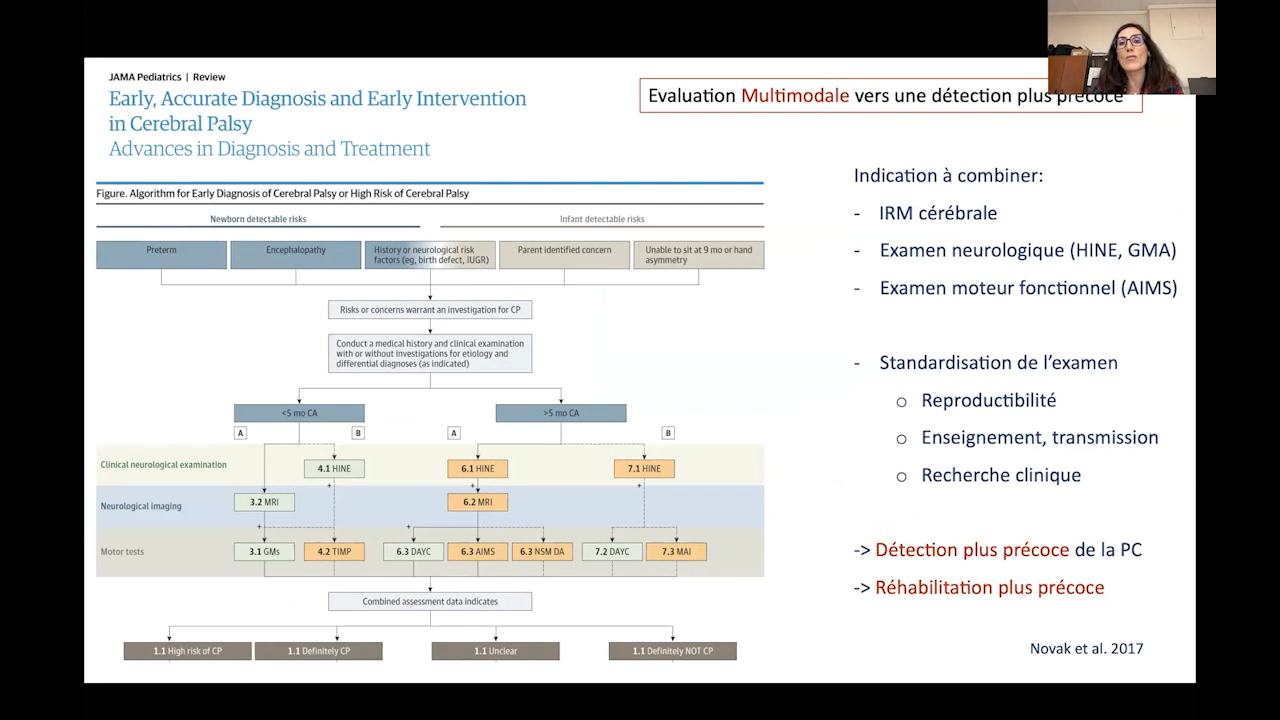 JAMA Pediatrics | Review
Early, Accurate Diagnosis and Early Intervention
in Cerebral Palsy
Advances in Diagnosis and Treatment
Evaluation Multimodale vers une détection plus précoce
Figure. Algorithm for Early Diagnosis of Cerebral Palsy or High Risk of Cerebral Palsy
Newborn detectable risks
Infant detectable risks
Preterm
Encephalopathy
History or neurological risk
factors (eg, birth defect, IUGR)
Parent identified concern
Unable to sit at 9 mo or hand
asymmetry
Risks or concerns warrant an investigation for CP
Conduct a medical history and clinical examination
with or without investigations for etiology and
differential diagnoses (as indicated)
<5 mo CA
>5 mo CA
A
B
A
B
Clinical neurological examination
4.1 HINE
6.1 HINE
7.1 HINE
+
+
+
Neurological imaging
3.2 MRI
6.2 MRI
+
+
Motor tests
3.1 GMs
4.2 TIMP
6.3 DAYC
6.3 AIMS
6.3 NSM DA
7.2 DAYC
7.3 MAI
Combined assessment data indicates
1.1 High risk of CP
1.1 Definitely CP
1.1 Unclear
1.1 Definitely NOT CP
Indication à combiner:
- IRM cérébrale
- Examen neurologique (HINE, GMA)
- Examen moteur fonctionnel (AIMS)
- Standardisation de l'examen
o Reproductibilité
o Enseignement, transmission
o Recherche clinique
-> Détection plus précoce de la PC
-> Réhabilitation plus précoce
Novak et al. 2017